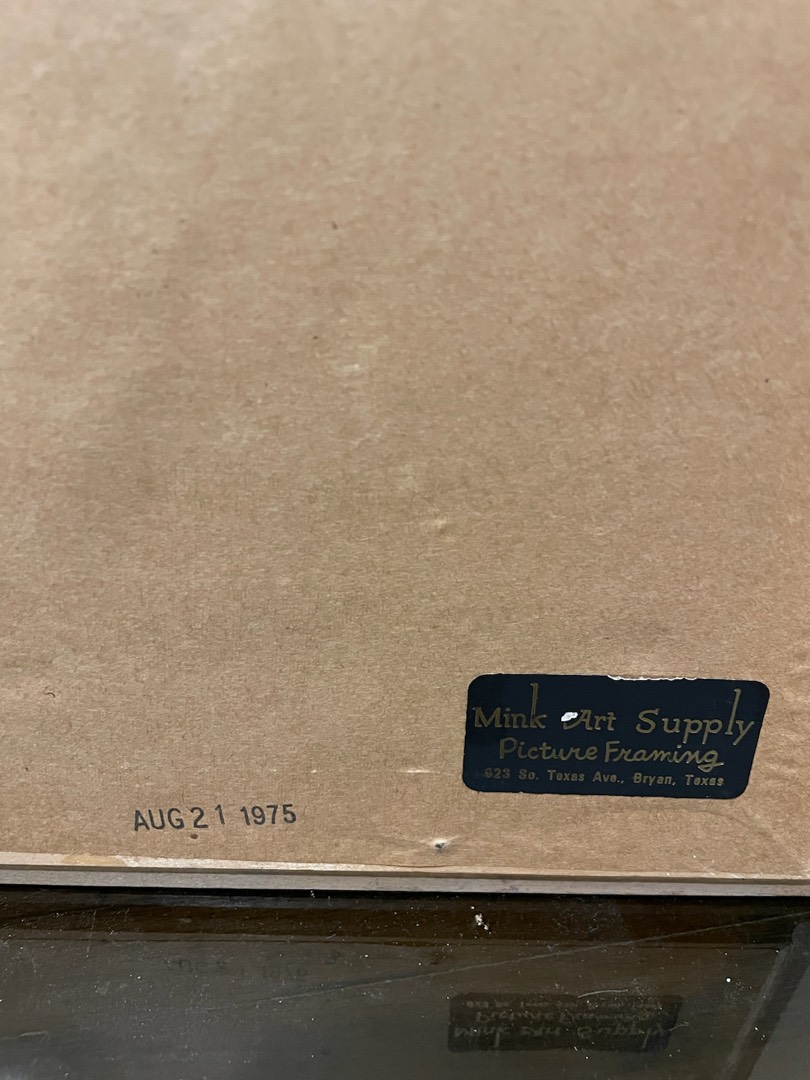 Mink Art Supply
Picture Framing
623 So. Texas Ave., Bryan, Texas
AUG 21 1975